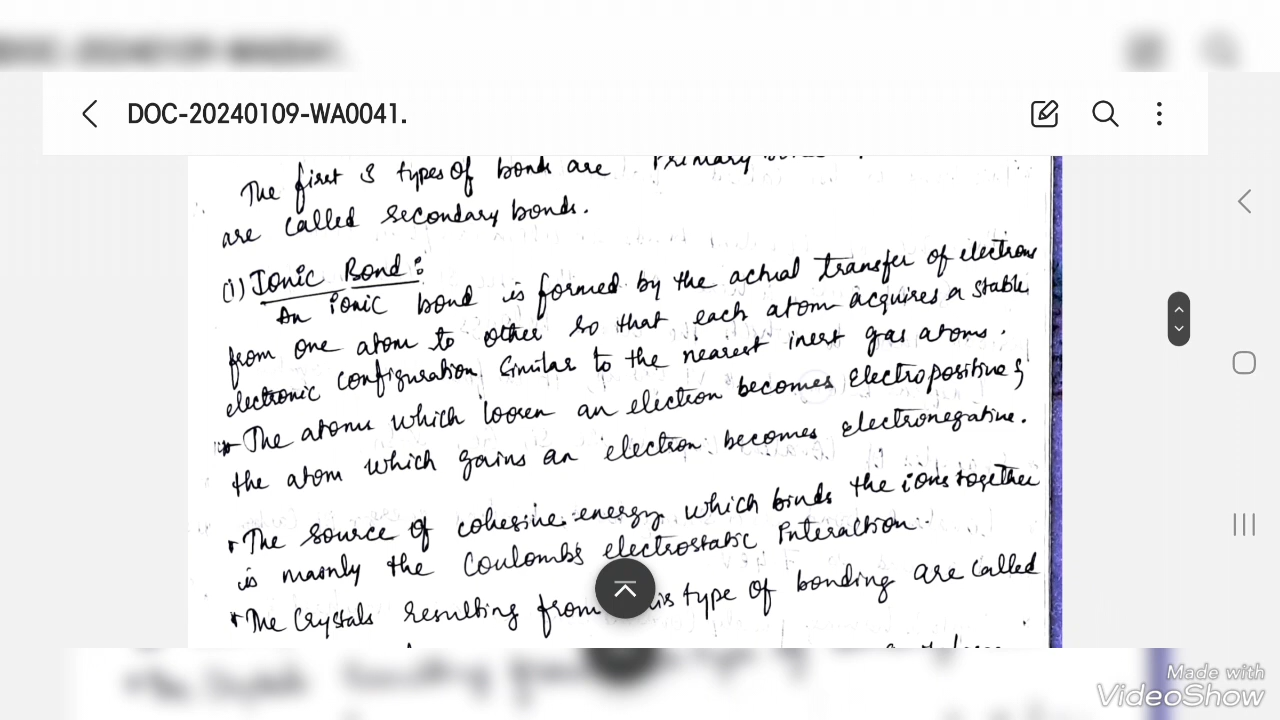 DOC-20240109-WA0041.
The first 3 types of bonds are Primary
are called secondary bonds.
(i) Ionic Bond:
An ionic bond is formed by the actual transfer of electrons
from one atom to other so that each atom acquires a stable
electronic configuration similar to the nearest inert gas atoms.
* The atoms which loosen an electron becomes electropositive &
the atom which gains an electron becomes electronegative.
* The source of cohesive energy which binds the ions together
is mainly the Coulomb's electrostatic Interaction.
* The Crystals resulting from this type of bonding are called
Made with
VideoShow